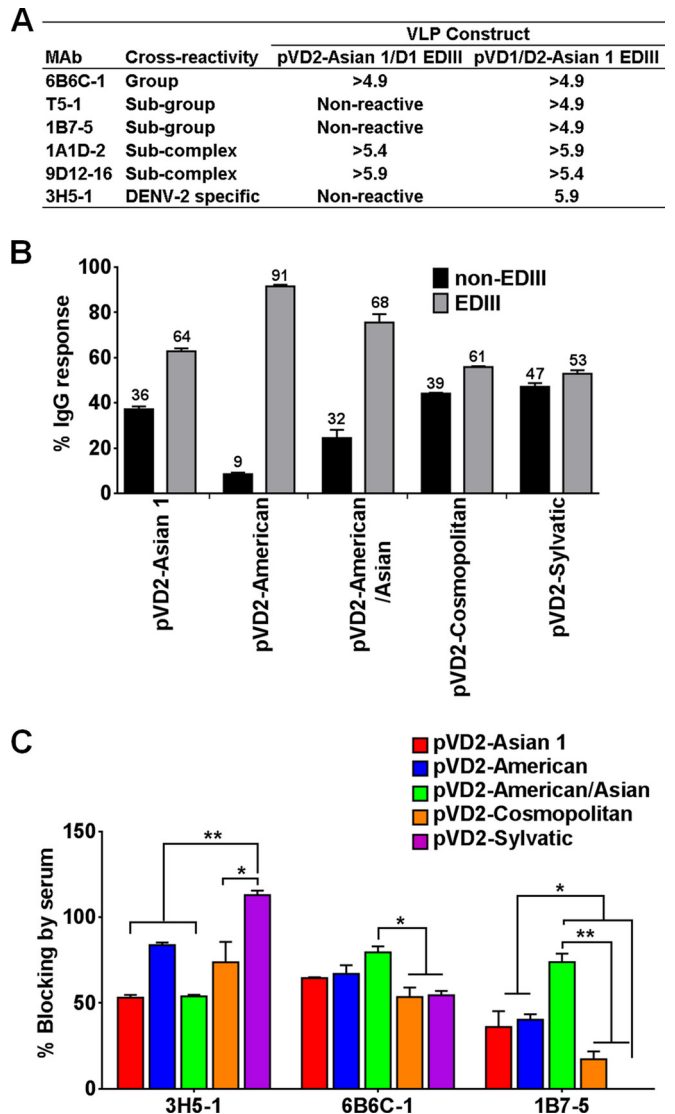 A
VLP Construct
MAb Cross-reactivity pVD2-Asian 1/D1 EDIII pVD1/D2-Asian 1 EDIII
6B6C-1 Group >4.9 >4.9
T5-1 Sub-group Non-reactive >4.9
1B7-5 Sub-group Non-reactive >4.9
1A1D-2 Sub-complex >5.4 >5.9
9D12-16 Sub-complex >5.9 >5.4
3H5-1 DENV-2 specific Non-reactive 5.9
B
% IgG response
100
80
60
40
20
0
non-EDIII
EDIII
36 64 9 91 32 68 39 61 47 53
pVD2-Asian 1
pVD2-American
pVD2-American
/Asian
pVD2-Cosmopolitan
pVD2-Sylvatic
C
pVD2-Asian 1
pVD2-American
pVD2-American/Asian
pVD2-Cosmopolitan
pVD2-Sylvatic
% Blocking by serum
150
100
50
0
** * * * **
3H5-1 6B6C-1 1B7-5